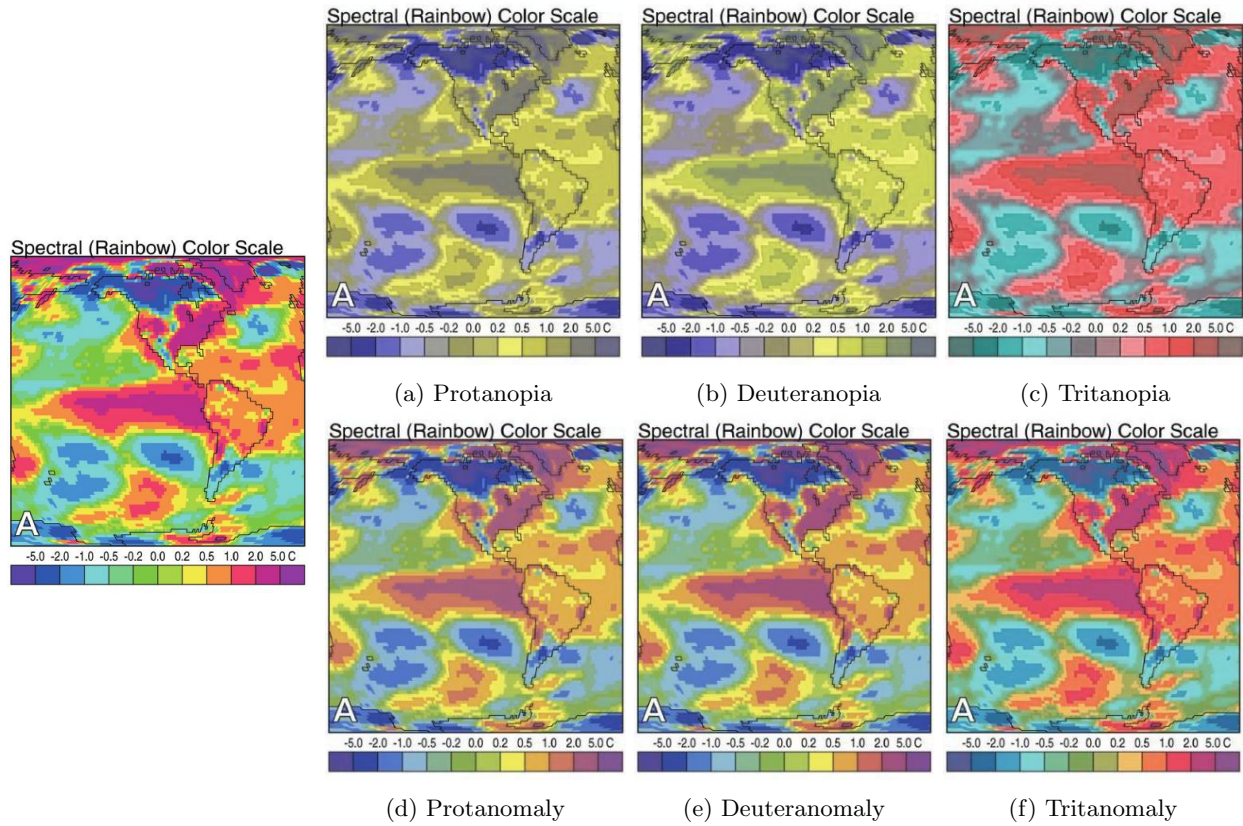 Spectral (Rainbow) Color Scale
A
-5.0 -2.0 -1.0 -0.5 -0.2 0.0 0.2 0.5 1.0 2.0 5.0 C
(a) Protanopia
Spectral (Rainbow) Color Scale
A
-5.0 -2.0 -1.0 -0.5 -0.2 0.0 0.2 0.5 1.0 2.0 5.0 C
(b) Deuteranopia
Spectral (Rainbow) Color Scale
A
-5.0 -2.0 -1.0 -0.5 -0.2 0.0 0.2 0.5 1.0 2.0 5.0 C
(c) Tritanopia
Spectral (Rainbow) Color Scale
A
-5.0 -2.0 -1.0 -0.5 -0.2 0.0 0.2 0.5 1.0 2.0 5.0 C
Spectral (Rainbow) Color Scale
A
-5.0 -2.0 -1.0 -0.5 -0.2 0.0 0.2 0.5 1.0 2.0 5.0 C
(d) Protanomaly
Spectral (Rainbow) Color Scale
A
-5.0 -2.0 -1.0 -0.5 -0.2 0.0 0.2 0.5 1.0 2.0 5.0 C
(e) Deuteranomaly
Spectral (Rainbow) Color Scale
A
-5.0 -2.0 -1.0 -0.5 -0.2 0.0 0.2 0.5 1.0 2.0 5.0 C
(f) Tritanomaly